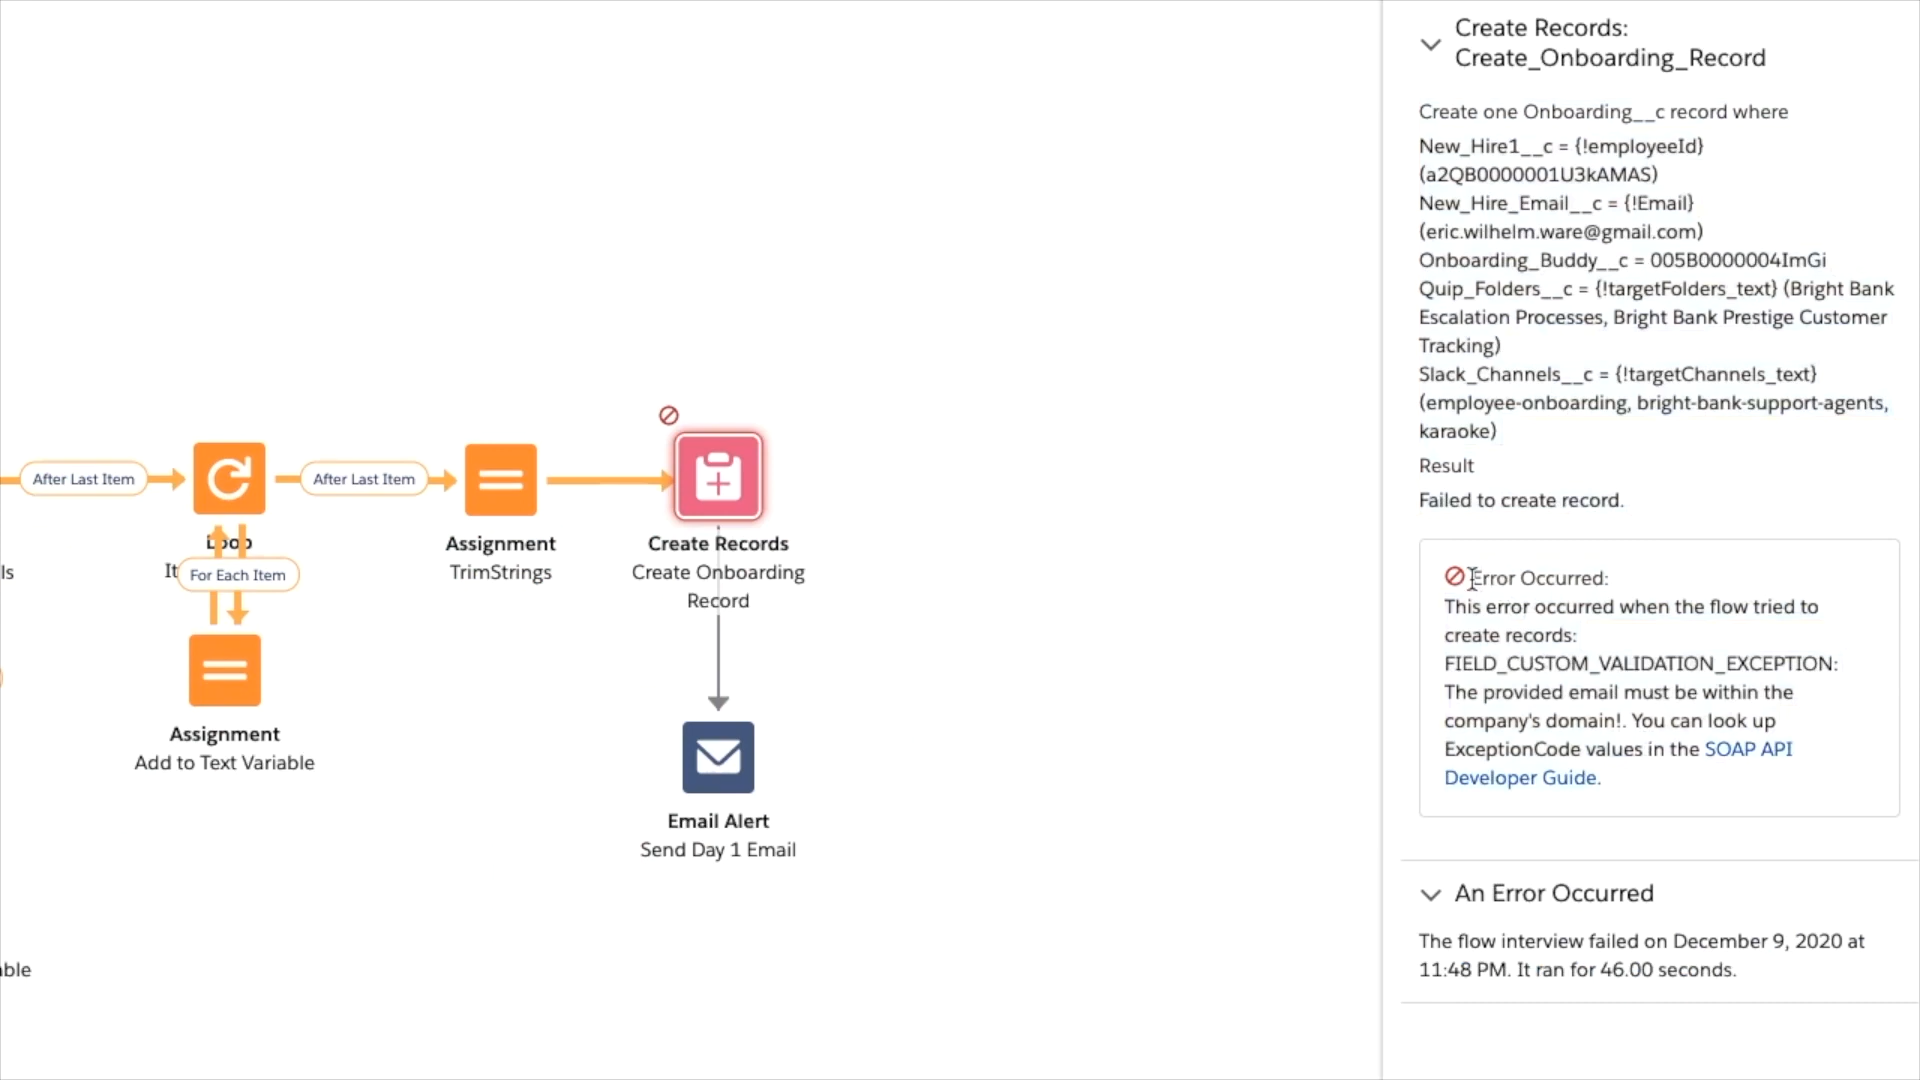 After Last Item
After Last Item
Loop
It
For Each Item
ls
Assignment
Add to Text Variable
able
Assignment
TrimStrings
Create Records
Create Onboarding
Record
Email Alert
Send Day 1 Email
Create Records:
Create_Onboarding_Record
Create one Onboarding__c record where
New_Hire1__c = {!employeeId}
(a2QB0000001U3kAMAS)
New_Hire_Email__c = {!Email}
(eric.wilhelm.ware@gmail.com)
Onboarding_Buddy__c = 005B0000004ImGi
Quip_Folders__c = {!targetFolders_text} (Bright Bank
Escalation Processes, Bright Bank Prestige Customer
Tracking)
Slack_Channels__c = {!targetChannels_text}
(employee-onboarding, bright-bank-support-agents,
karaoke)
Result
Failed to create record.
Error Occurred:
This error occurred when the flow tried to
create records:
FIELD_CUSTOM_VALIDATION_EXCEPTION:
The provided email must be within the
company's domain!. You can look up
ExceptionCode values in the SOAP API
Developer Guide.
An Error Occurred
The flow interview failed on December 9, 2020 at
11:48 PM. It ran for 46.00 seconds.